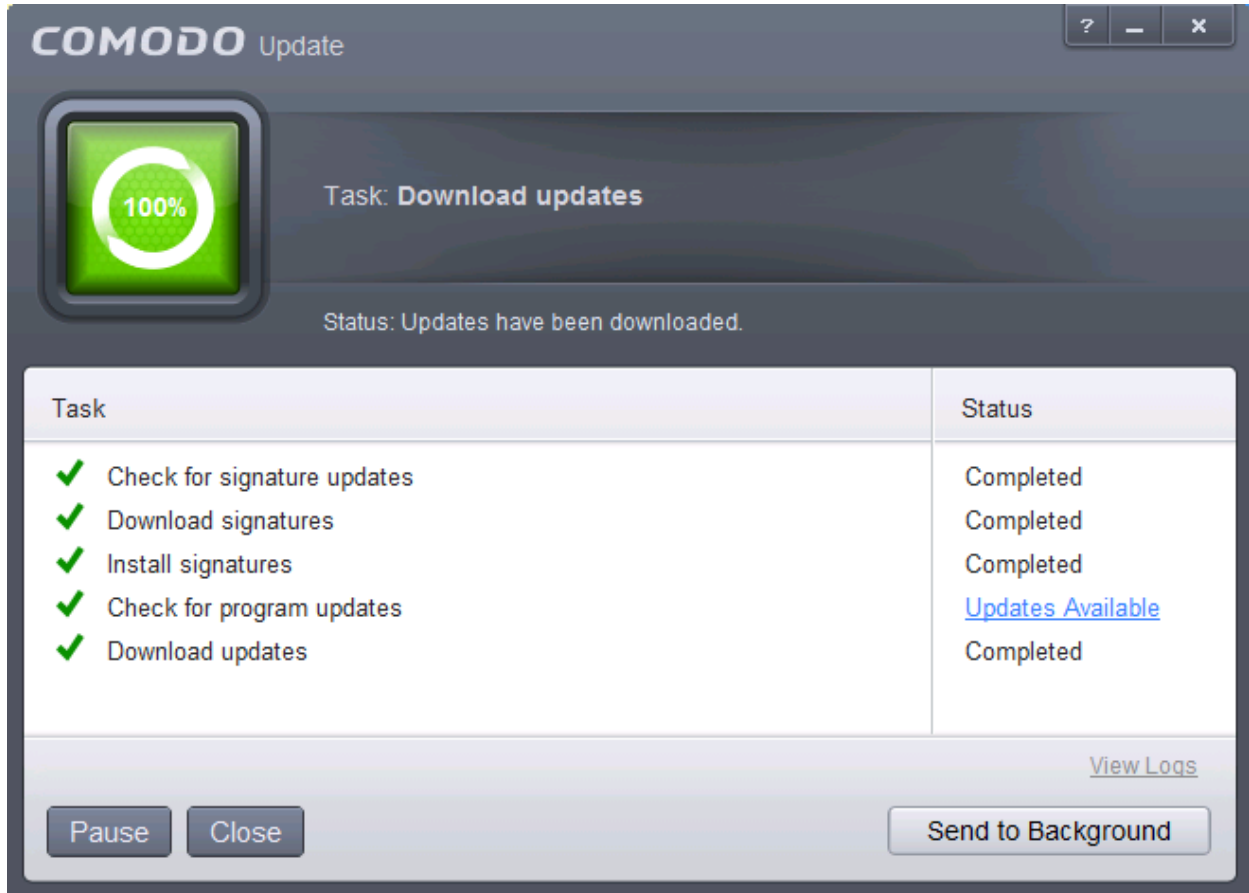 COMODO Update
? _ ×
100%
Task: Download updates
Status: Updates have been downloaded.
Task Status
Check for signature updates Completed
Download signatures Completed
Install signatures Completed
Check for program updates Updates Available
Download updates Completed
View Logs
Pause Close Send to Background